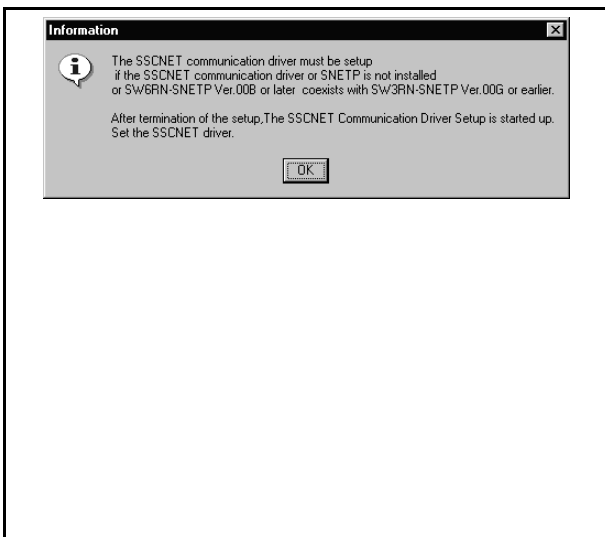 Information
The SSCNET communication driver must be setup
if the SSCNET communication driver or SNETP is not installed
or SW6RN-SNETP Ver.00B or later coexists with SW3RN-SNETP Ver.00G or earlier.
After termination of the setup,The SSCNET Communication Driver Setup is started up.
Set the SSCNET driver.
OK